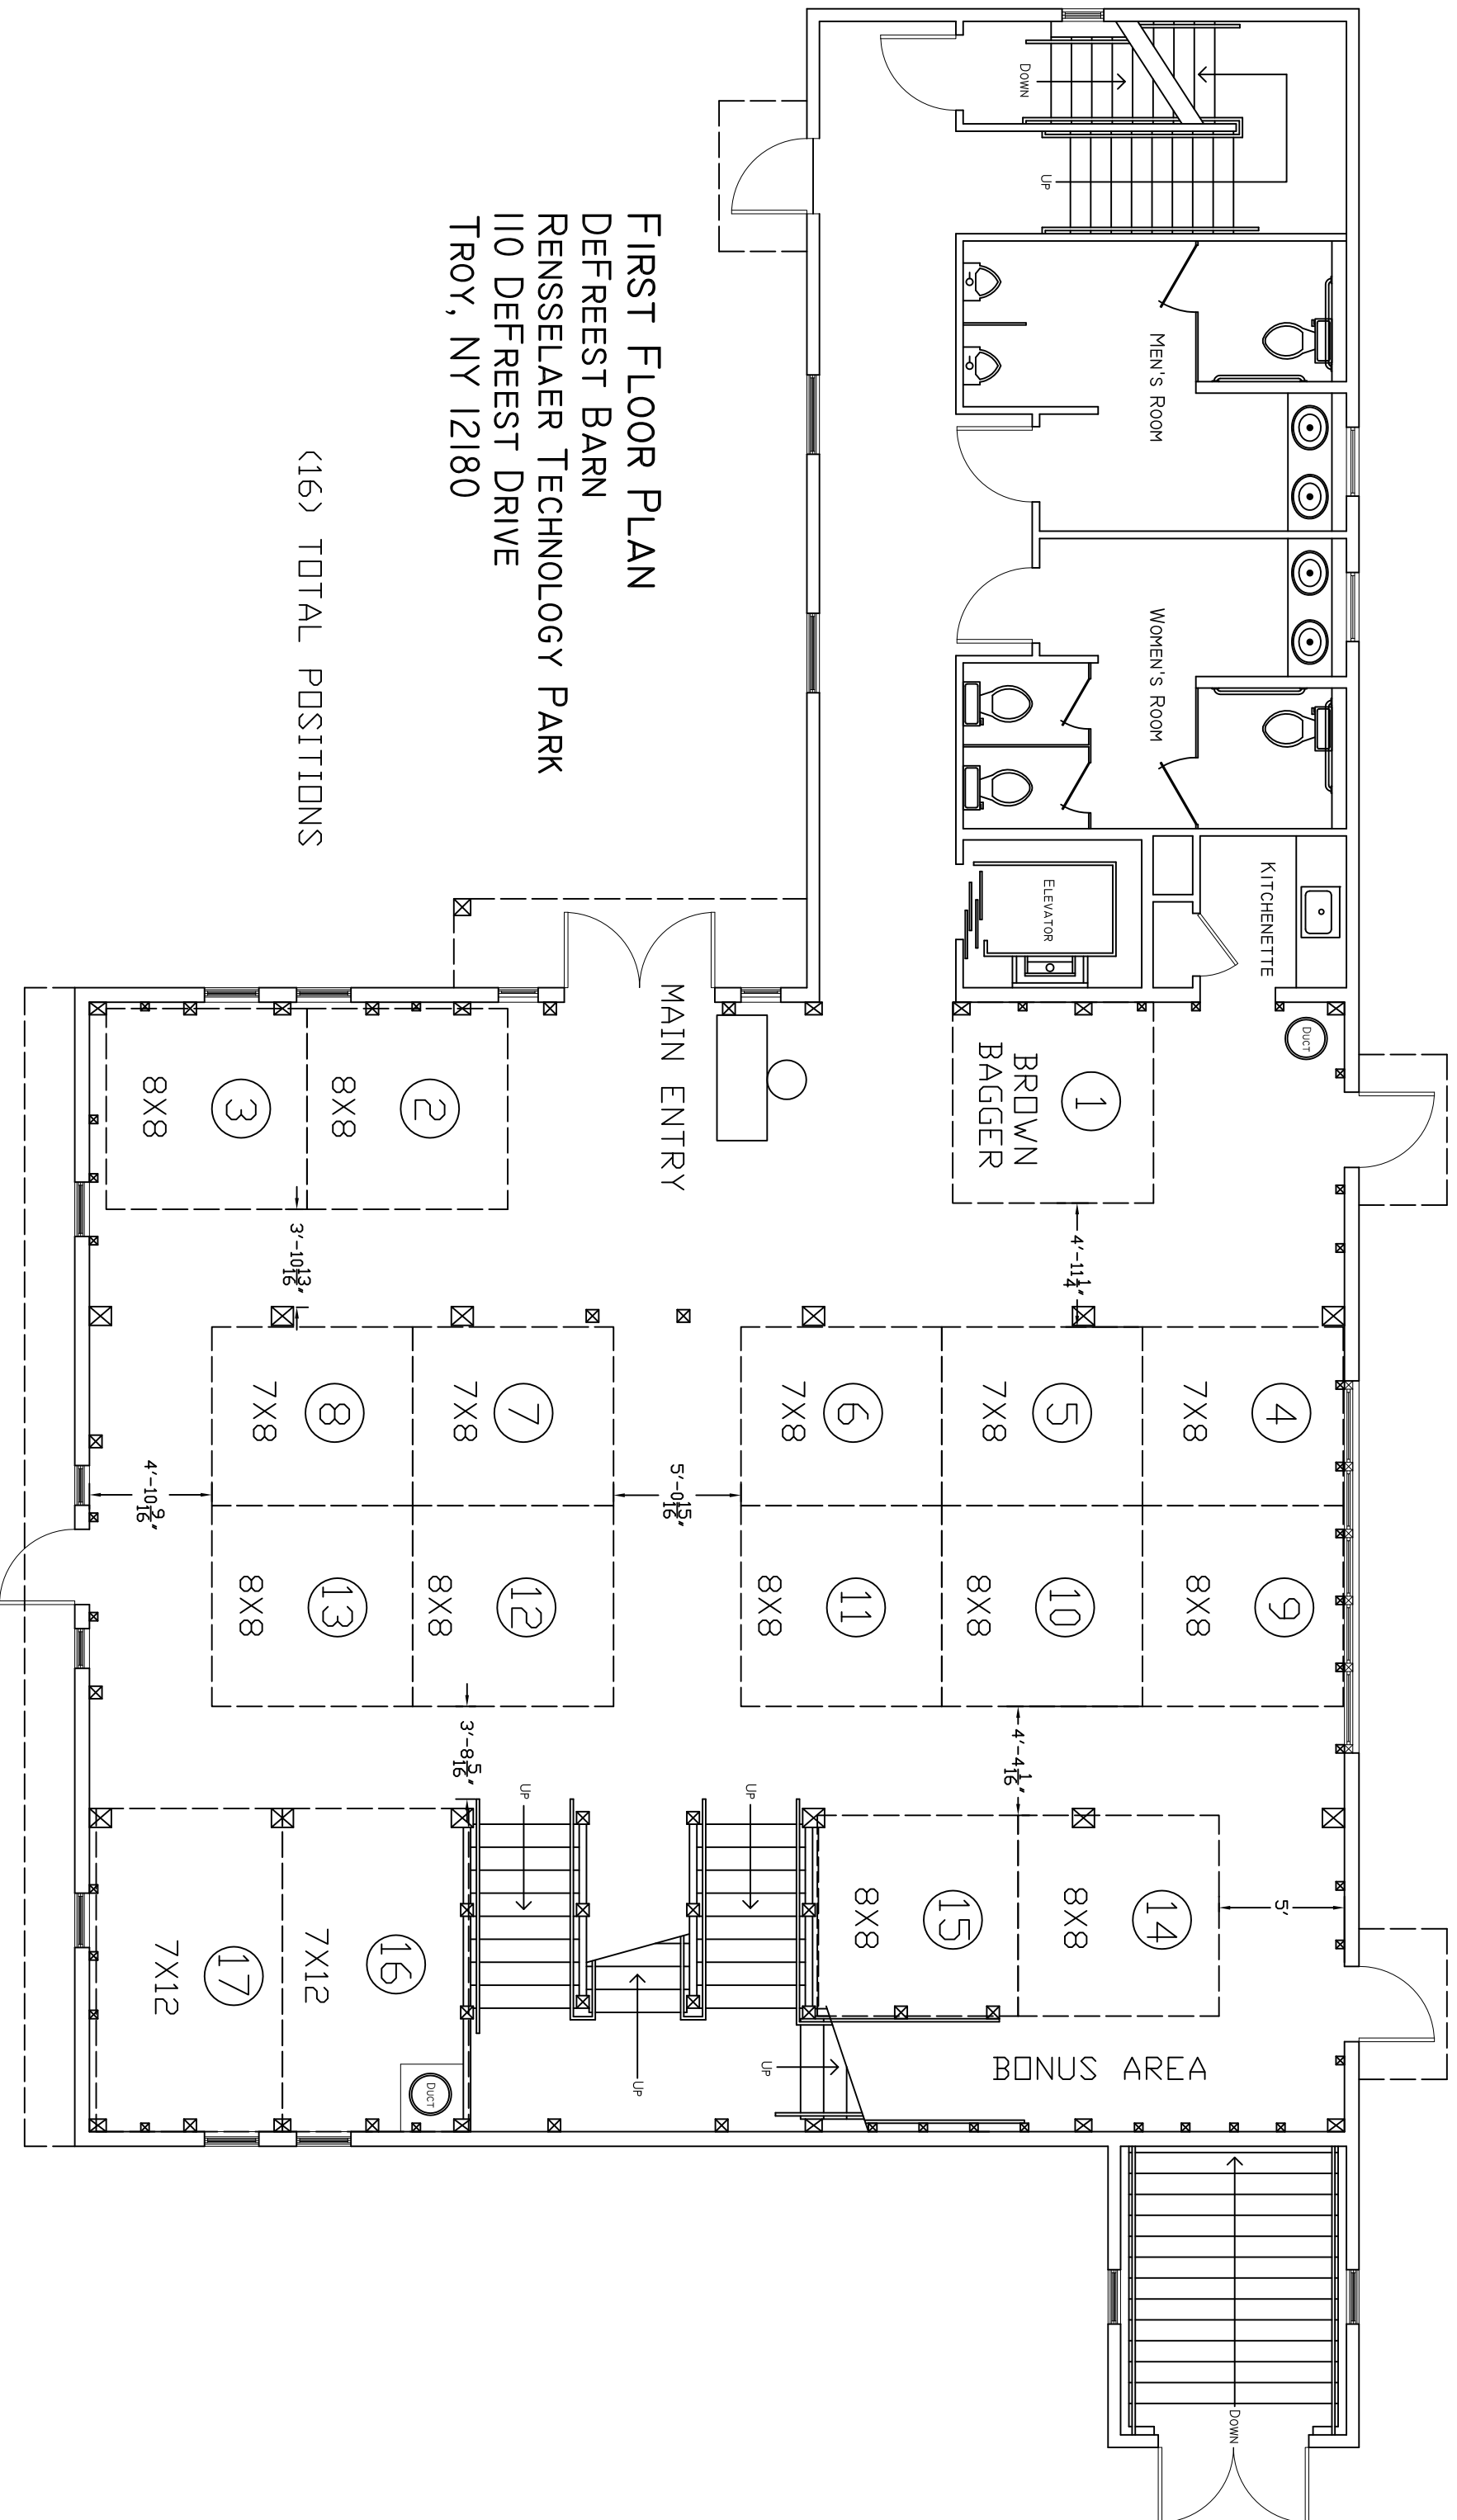 FIRST FLOOR PLAN
DEFREEST BARN
RENSSELAER TECHNOLOGY PARK
110 DEFREEST DRIVE
TROY, NY 12180
(16) TOTAL POSITIONS
DOWN
UP
MEN'S ROOM
WOMEN'S ROOM
KITCHENETTE
ELEVATOR
DUCT
MAIN ENTRY
1
BROWN
BAGGER
2
8X8
3
8X8
4'-11 1/4"
3'-10 13/16"
4
7X8
5
7X8
6
7X8
7
7X8
8
7X8
5'-0 15/16"
4'-10 9/16"
9
8X8
10
8X8
11
8X8
12
8X8
13
8X8
4'-4 1/16"
3'-8 5/16"
5'
14
8X8
15
8X8
UP
UP
UP
UP
BONUS AREA
16
7X12
17
7X12
DUCT
DOWN